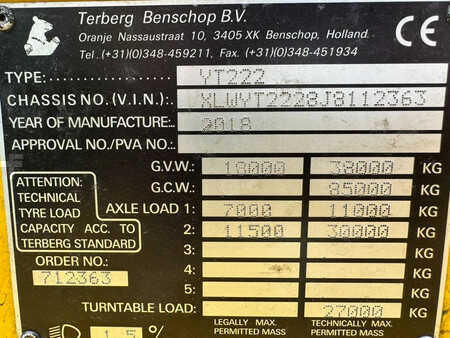 Terberg Benschop B.V.
Oranje Nassaustraat 10, 3405 XK Benschop, Holland.
Tel. (+31(0)348-459211, Fax. (+31(0)348-451934
TYPE: YT222
CHASSIS NO. (V.I.N.): XLWYT2228J8112363
YEAR OF MANUFACTURE: 2018
APPROVAL NO./PVA NO.:
G.V.W.: 18000 38000 KG
G.C.W.: 85000 KG
ATTENTION:
TECHNICAL
TYRE LOAD
CAPACITY ACC. TO
TERBERG STANDARD
AXLE LOAD 1: 7000 11000 KG
2: 11500 30000 KG
3: KG
4: KG
5: KG
ORDER NO.:
712363
TURNTABLE LOAD: 27000 KG
LEGALLY MAX.
PERMITTED MASS
TECHNICALLY MAX.
PERMITTED MASS
1.5 %
CE